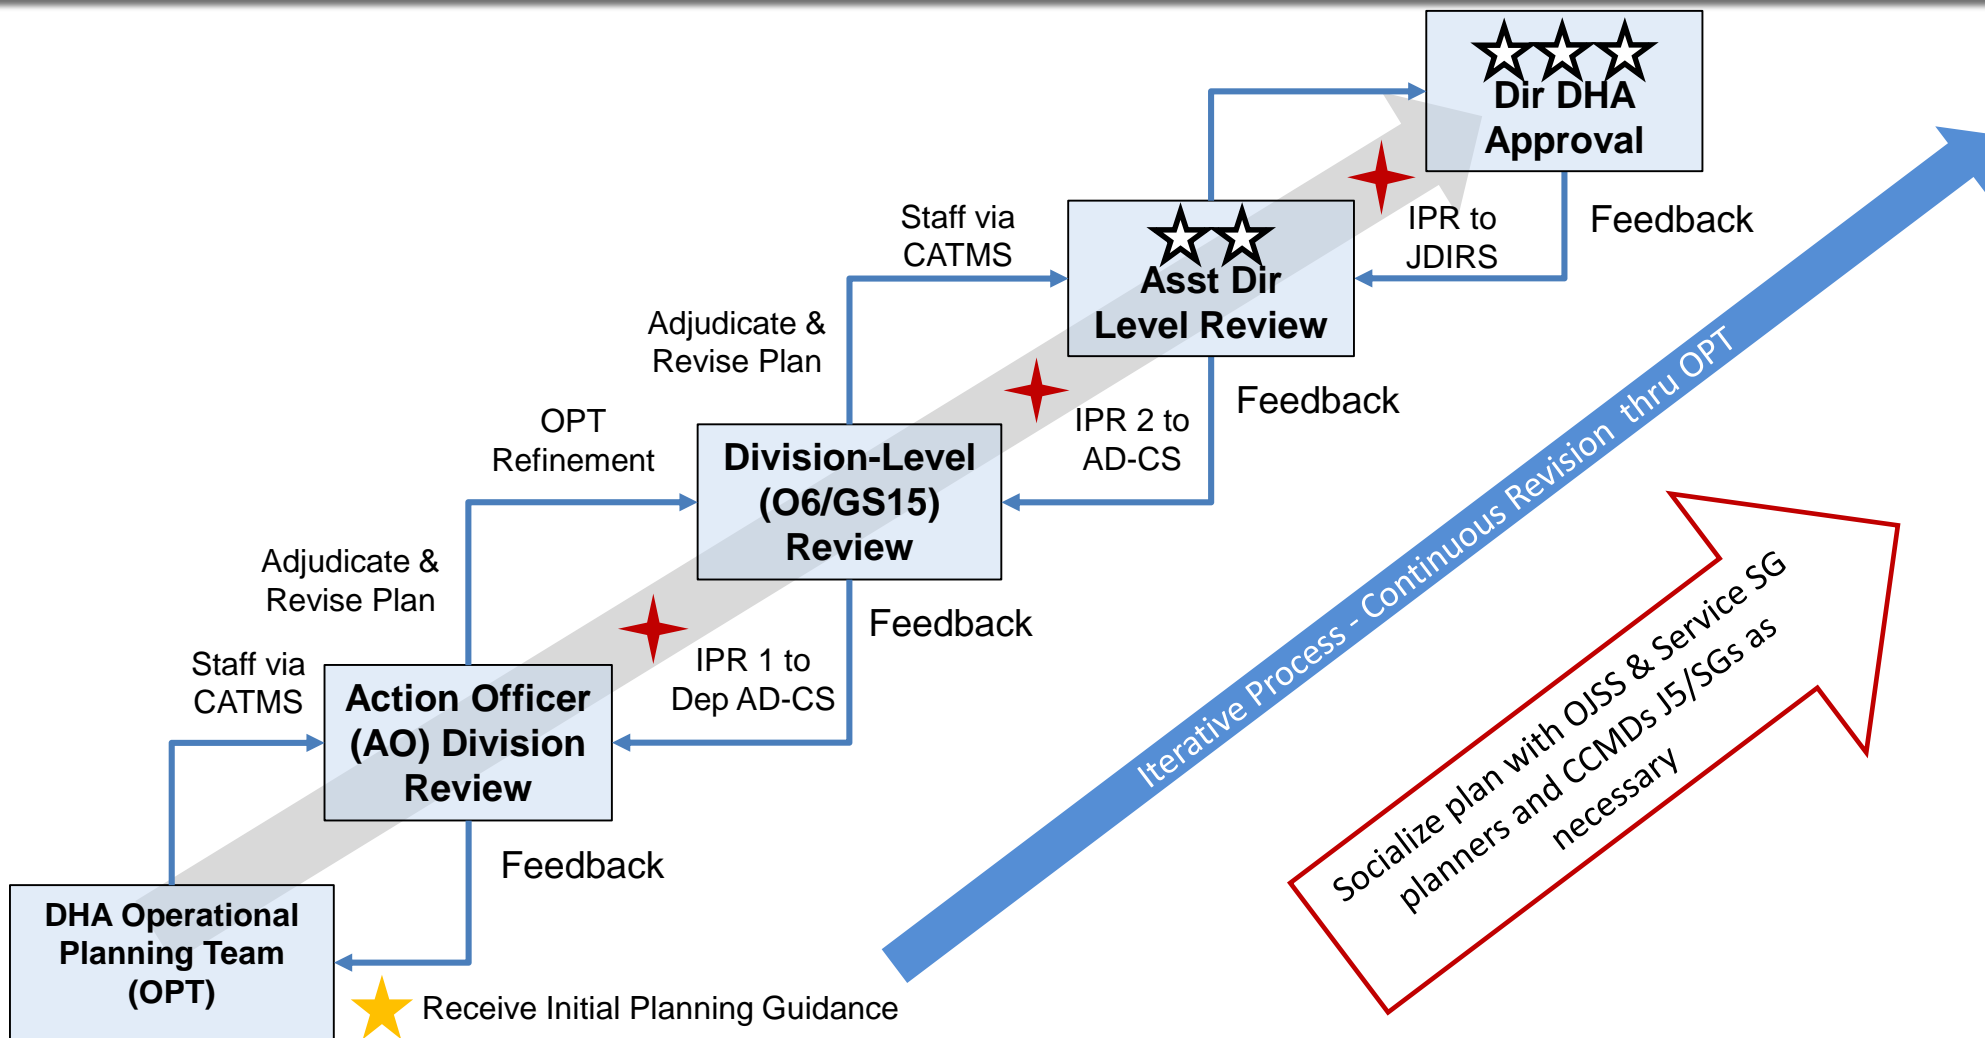 Dir DHA
Approval
Staff via
CATMS
IPR to
JDIRS
Feedback
Asst Dir
Level Review
Adjudicate &
Revise Plan
Feedback
OPT
Refinement
IPR 2 to
AD-CS
Division-Level
(O6/GS15)
Review
Adjudicate &
Revise Plan
Feedback
Staff via
CATMS
IPR 1 to
Dep AD-CS
Action Officer
(AO) Division
Review
Feedback
DHA Operational
Planning Team
(OPT)
Receive Initial Planning Guidance
Iterative Process - Continuous Revision thru OPT
Socialize plan with OJSS & Service SG
planners and CCMDs J5/SGs as
necessary